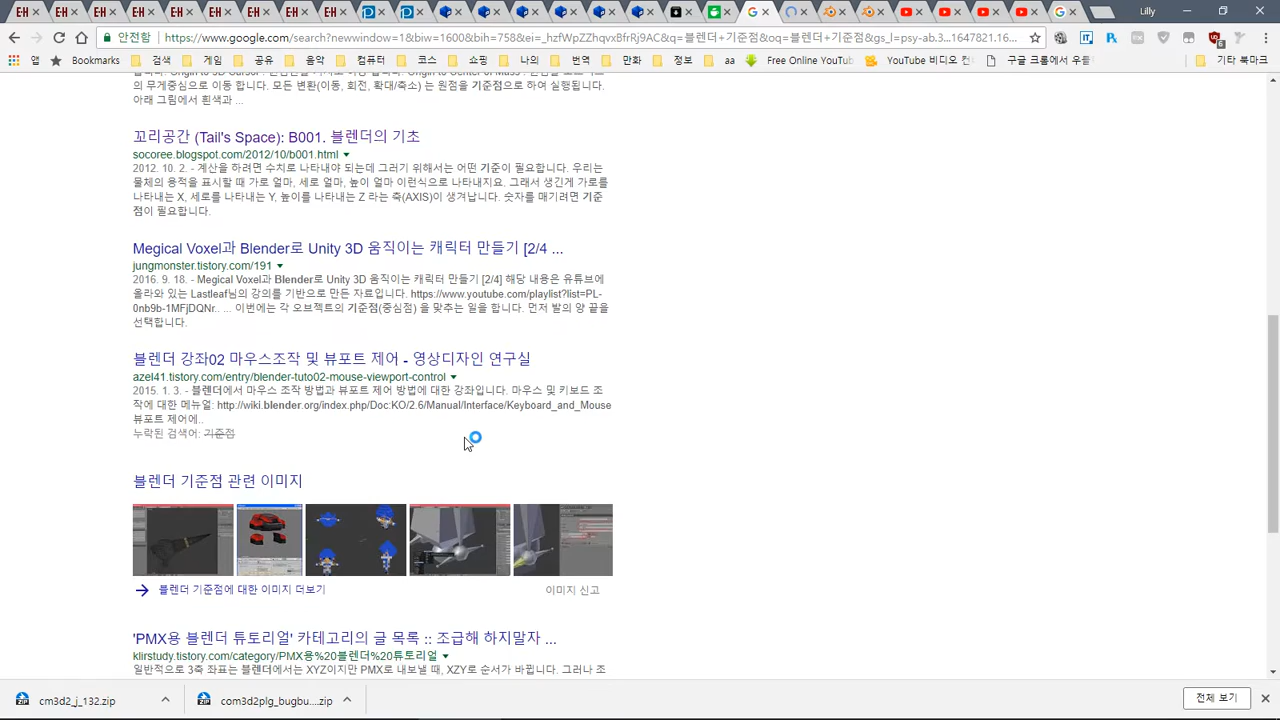 E-H E-H E-H E-H E-H E-H E-H E-H E-H
Lilly
안전함 https://www.google.com/search?newwindow=1&biw=1600&bih=758&ei=_hzfWpZZhqvxBfrRj9AC&q=블렌더+기준점&oq=블렌더+기준점&gs_l=psy-ab.3...1647821.16...
앱 Bookmarks 검색 게임 공유 음악 컴퓨터 코스 쇼핑 나의 번역 만화 정보 aa Free Online YouTu YouTube 비디오 컨 구글 크롬에서 우클 기타 북마크
의 무게중심으로 이동 합니다. 모든 변환(이동, 회전, 확대/축소) 는 원점을 기준점으로 하여 실행됩니다.
아래 그림에서 흰색과 ...
꼬리공간 (Tail's Space): B001. 블렌더의 기초
socoree.blogspot.com/2012/10/b001.html
2012. 10. 2. - 계산을 하려면 수치로 나타내야 되는데 그러기 위해서는 어떤 기준이 필요합니다. 우리는
물체의 용적을 표시할 때 가로 얼마, 세로 얼마, 높이 얼마 이런식으로 나타내지요. 그래서 생긴게 가로를
나타내는 X, 세로를 나타내는 Y, 높이를 나타내는 Z 라는 축(AXIS)이 생겨납니다. 숫자를 매기려면 기준
점이 필요합니다.
Megical Voxel과 Blender로 Unity 3D 움직이는 캐릭터 만들기 [2/4 ...
jungmonster.tistory.com/191
2016. 9. 18. - Megical Voxel과 Blender로 Unity 3D 움직이는 캐릭터 만들기 [2/4] 해당 내용은 유튜브에
올라와 있는 Lastleaf님의 강의를 기반으로 만든 자료입니다. https://www.youtube.com/playlist?list=PL-
0nb9b-1MFjDQNr.. ... 이번에는 각 오브젝트의 기준점(중심점) 을 맞추는 일을 합니다. 먼저 발의 양 끝을
선택합니다.
블렌더 강좌02 마우스조작 및 뷰포트 제어 - 영상디자인 연구실
azel41.tistory.com/entry/blender-tuto02-mouse-viewport-control
2015. 1. 3. - 블렌더에서 마우스 조작 방법과 뷰포트 제어 방법에 대한 강좌입니다. 마우스 및 키보드 조
작에 대한 메뉴얼: http://wiki.blender.org/index.php/Doc:KO/2.6/Manual/Interface/Keyboard_and_Mouse
뷰포트 제어에..
누락된 검색어: 기준점
블렌더 기준점 관련 이미지
블렌더 기준점에 대한 이미지 더보기 이미지 신고
'PMX용 블렌더 튜토리얼' 카테고리의 글 목록 :: 조급해 하지말자 ...
klirstudy.tistory.com/category/PMX용%20블렌더%20튜토리얼
일반적으로 3축 좌표는 블렌더에서는 XYZ이지만 PMX로 내보낼 때, XZY로 순서가 바뀝니다. 그러나 조
cm3d2_j_132.zip com3d2plg_bugbu....zip 전체 보기